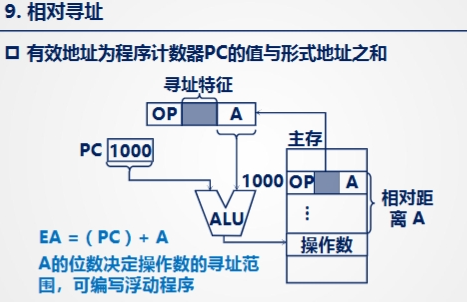 9. 相对寻址
有效地址为程序计数器PC的值与形式地址之和
寻址特征
OP A
主存
PC 1000
1000 OP A
相对距
离 A
ALU
⋮
操作数
EA =（PC）+ A
A的位数决定操作数的寻址范
围，可编写浮动程序